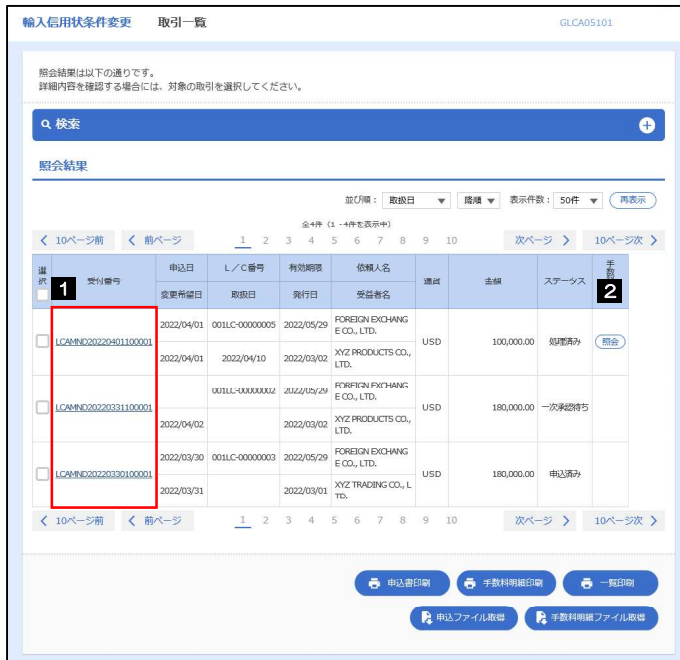 輸入信用状条件変更 取引一覧 GLCA05101
照会結果は以下の通りです。
詳細内容を確認する場合には、対象の取引を選択してください。
検索
照会結果
並び順： 取扱日 降順 表示件数： 50件 再表示
全4件（1 -4件を表示中）
10ページ前 前ページ 1 2 3 4 5 6 7 8 9 10 次ページ 10ページ次
選択 1 受付番号 申込日 L／C番号 有効期限 依頼人名 通貨 金額 ステータス 手数 2
変更希望日 取扱日 発行日 受益者名
LCAMND20220401100001 2022/04/01 001LC-00000005 2022/05/29 FOREIGN EXCHANG
E CO., LTD. USD 100,000.00 処理済み 照会
2022/04/01 2022/04/10 2022/03/02 XYZ PRODUCTS CO.,
LTD.
LCAMND20220331100001 001LC-00000002 2022/05/29 FOREIGN EXCHANG
E CO., LTD. USD 180,000.00 一次承認待ち
2022/04/02 2022/03/02 XYZ PRODUCTS CO.,
LTD.
LCAMND20220330100001 2022/03/30 001LC-00000003 2022/05/29 FOREIGN EXCHANG
E CO., LTD. USD 180,000.00 申込済み
2022/03/31 2022/03/01 XYZ TRADING CO., L
TD.
10ページ前 前ページ 1 2 3 4 5 6 7 8 9 10 次ページ 10ページ次
申込書印刷 手数料明細印刷 一覧印刷
申込ファイル取得 手数料明細ファイル取得